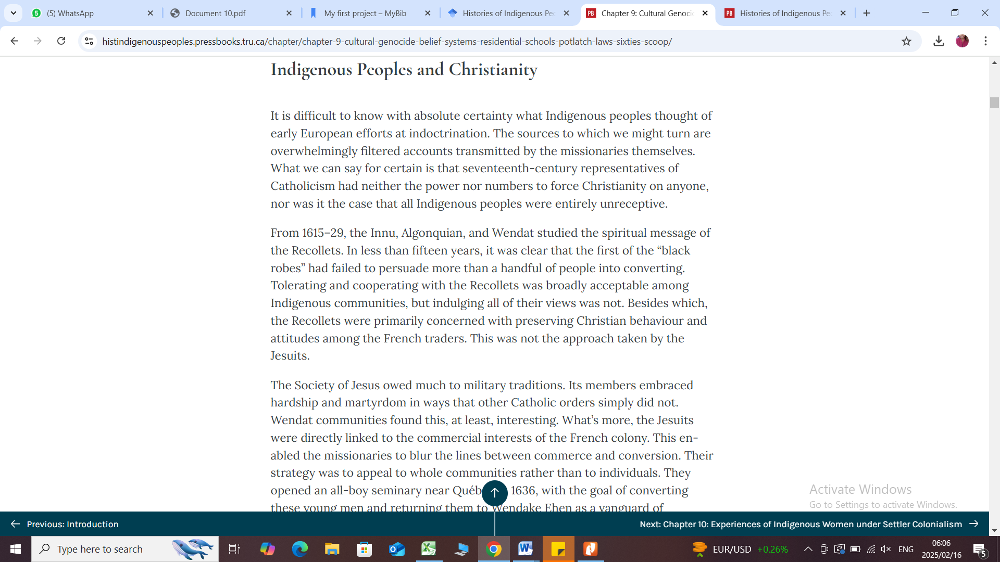 (5) WhatsApp
Document 10.pdf
My first project – MyBib
Histories of Indigenous Pe
Chapter 9: Cultural Genoci
Histories of Indigenous Pe
histindigenouspeoples.pressbooks.tru.ca/chapter/chapter-9-cultural-genocide-belief-systems-residential-schools-potlatch-laws-sixties-scoop/
Indigenous Peoples and Christianity
It is difficult to know with absolute certainty what Indigenous peoples thought of
early European efforts at indoctrination. The sources to which we might turn are
overwhelmingly filtered accounts transmitted by the missionaries themselves.
What we can say for certain is that seventeenth-century representatives of
Catholicism had neither the power nor numbers to force Christianity on anyone,
nor was it the case that all Indigenous peoples were entirely unreceptive.
From 1615–29, the Innu, Algonquian, and Wendat studied the spiritual message of
the Recollets. In less than fifteen years, it was clear that the first of the “black
robes” had failed to persuade more than a handful of people into converting.
Tolerating and cooperating with the Recollets was broadly acceptable among
Indigenous communities, but indulging all of their views was not. Besides which,
the Recollets were primarily concerned with preserving Christian behaviour and
attitudes among the French traders. This was not the approach taken by the
Jesuits.
The Society of Jesus owed much to military traditions. Its members embraced
hardship and martyrdom in ways that other Catholic orders simply did not.
Wendat communities found this, at least, interesting. What’s more, the Jesuits
were directly linked to the commercial interests of the French colony. This en-
abled the missionaries to blur the lines between commerce and conversion. Their
strategy was to appeal to whole communities rather than to individuals. They
opened an all-boy seminary near Québ 1636, with the goal of converting
these young men and returning them to Wendake Ehen as a vanguard of
Activate Windows
Go to Settings to activate Windows.
Previous: Introduction
Next: Chapter 10: Experiences of Indigenous Women under Settler Colonialism
Type here to search
EUR/USD +0.26%
ENG
06:06
2025/02/16
5